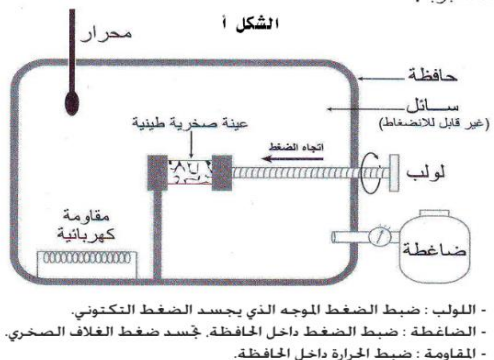 الشكل أ
محرار
حافظة
سائل
(غير قابل للانضغاط)
عينة صخرية طينية
اتجاه الضغط
لولب
مقاومة
كهربائية
ضاغطة
- اللولب : ضبط الضغط الموجه الذي يجسد الضغط التكتوني.
- الضاغطة : ضبط الضغط داخل الحافظة، تجسد ضغط الغلاف الصخري.
- المقاومة : ضبط الحرارة داخل الحافظة.